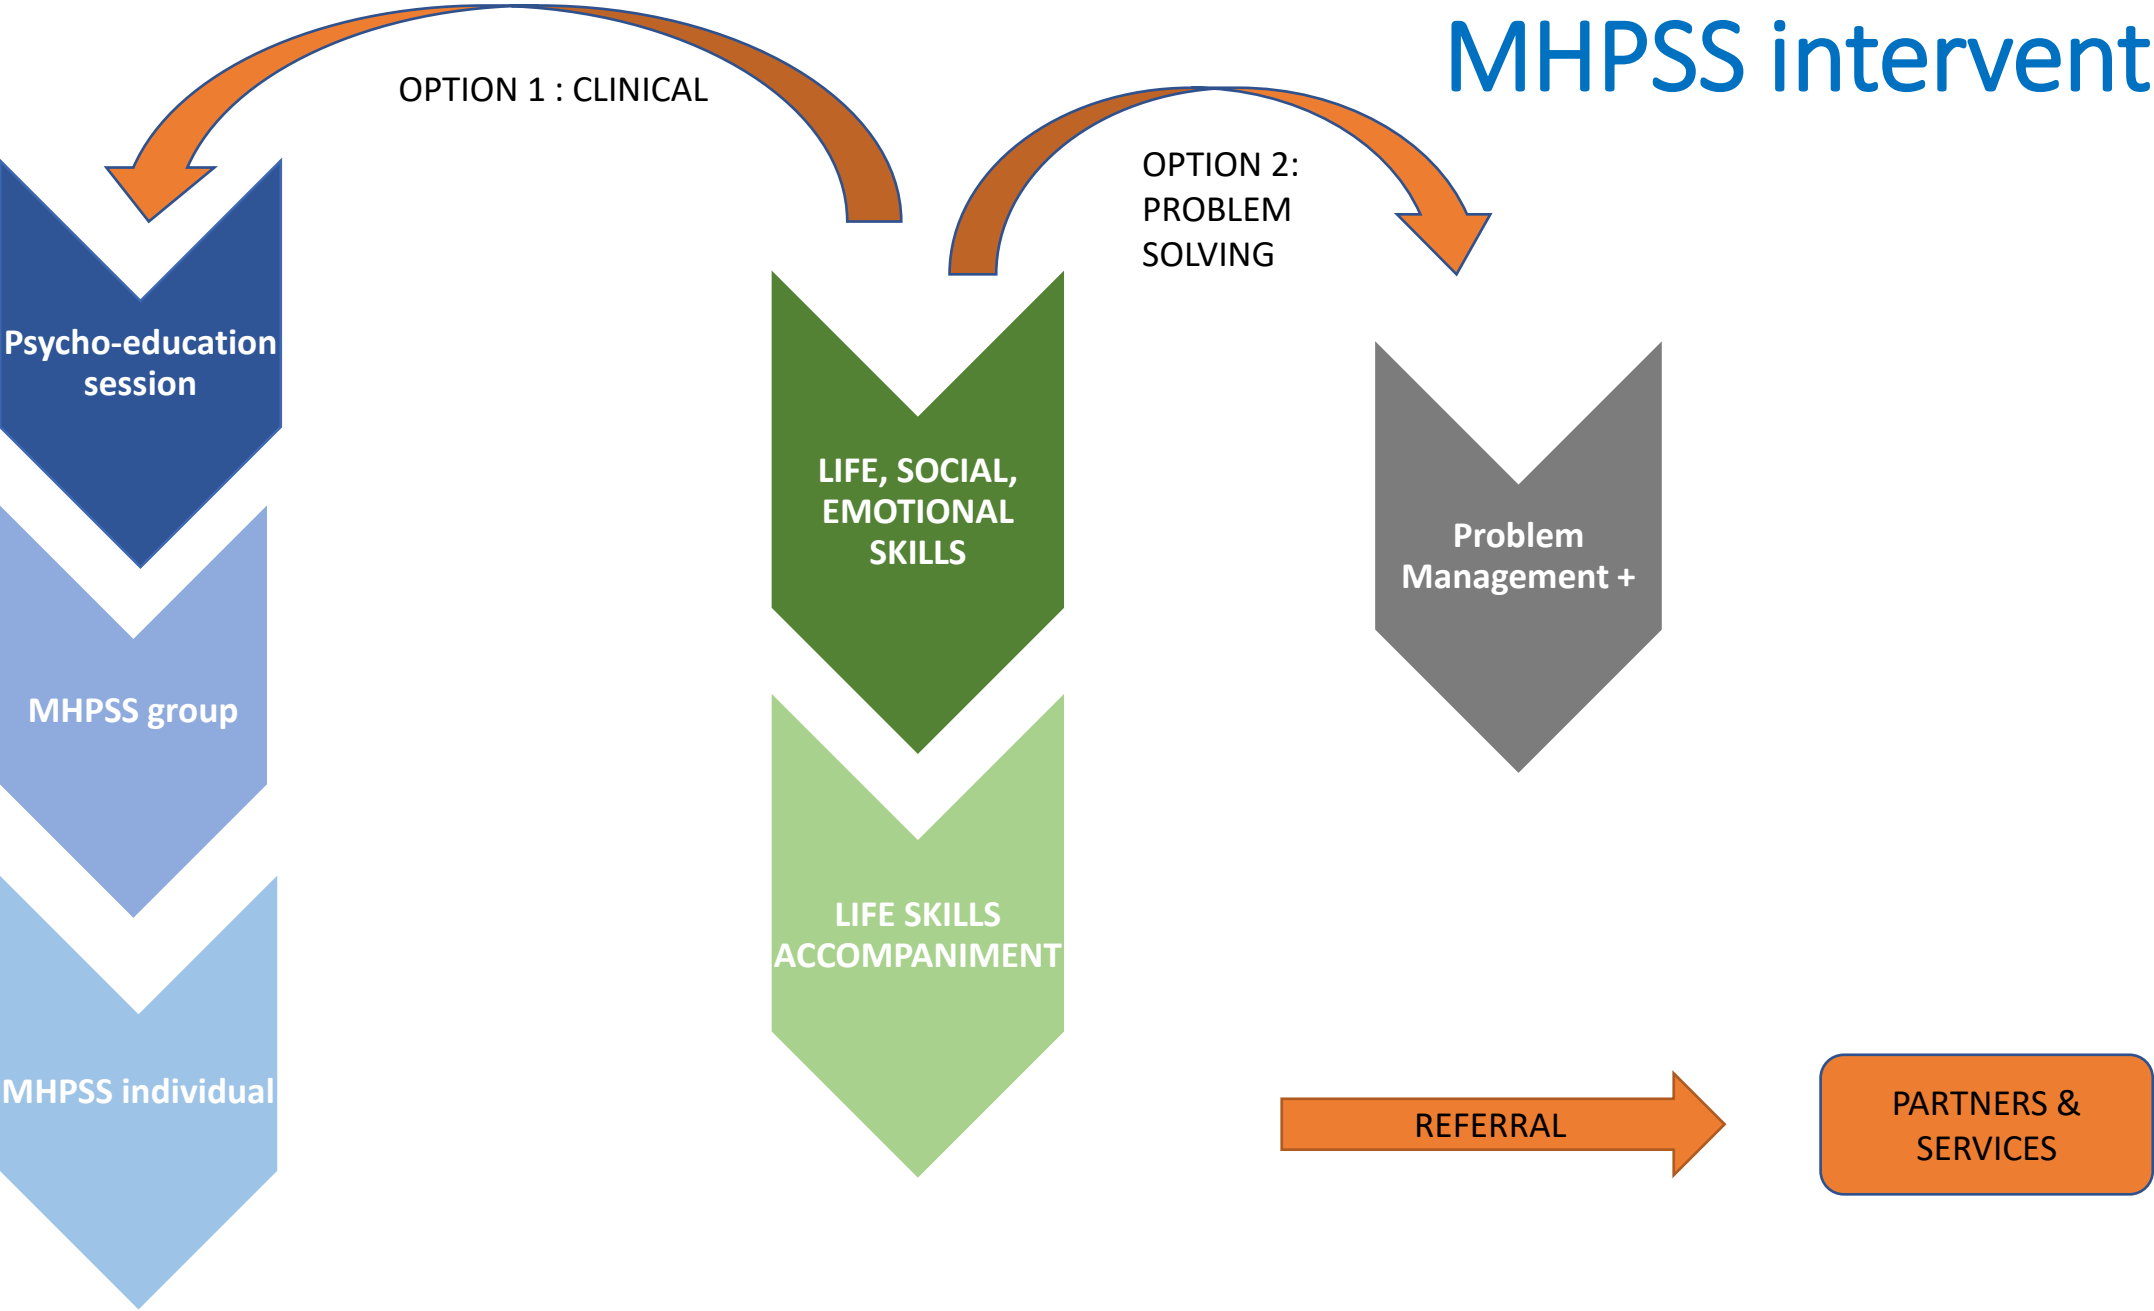 MHPSS intervent
OPTION 1 : CLINICAL
OPTION 2:
PROBLEM
SOLVING
Psycho-education
session
MHPSS group
MHPSS individual
LIFE, SOCIAL,
EMOTIONAL
SKILLS
LIFE SKILLS
ACCOMPANIMENT
Problem
Management +
REFERRAL
PARTNERS &
SERVICES